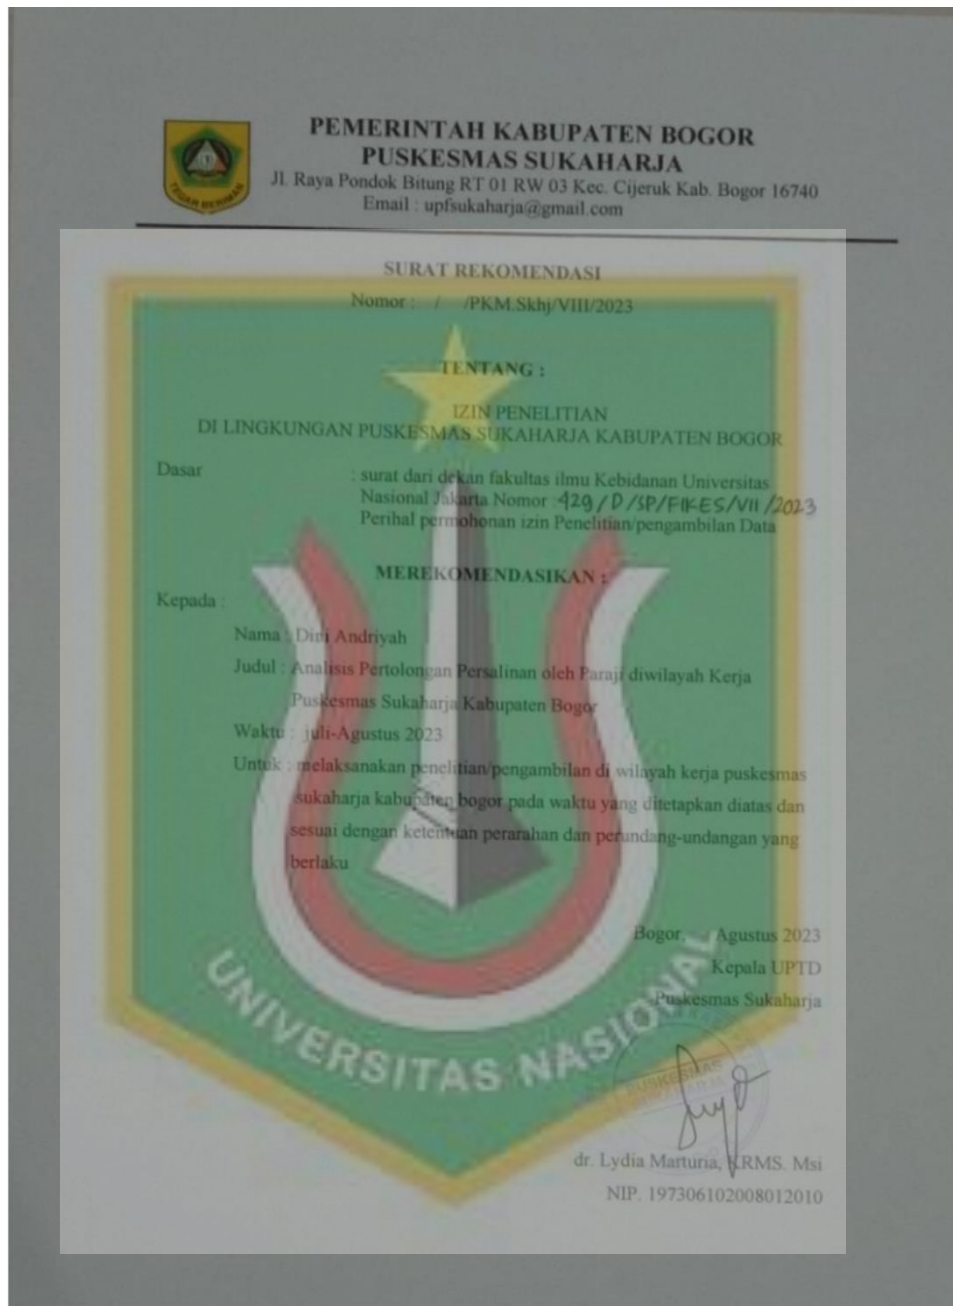 TEGAR BERIMAN
PEMERINTAH KABUPATEN BOGOR
PUSKESMAS SUKAHARJA
Jl. Raya Pondok Bitung RT 01 RW 03 Kec. Cijeruk Kab. Bogor 16740
Email : upfsukaharja@gmail.com
SURAT REKOMENDASI
Nomor : / /PKM.Skhj/VIII/2023
TENTANG :
IZIN PENELITIAN
DI LINGKUNGAN PUSKESMAS SUKAHARJA KABUPATEN BOGOR
Dasar : surat dari dekan fakultas ilmu Kebidanan Universitas
Nasional Jakarta Nomor : 429/D/SP/FIKES/VII/2023
Perihal permohonan izin Penelitian/pengambilan Data
MEREKOMENDASIKAN :
Kepada :
Nama : Dini Andriyah
Judul : Analisis Pertolongan Persalinan oleh Paraji diwilayah Kerja
Puskesmas Sukaharja Kabupaten Bogor
Waktu : juli-Agustus 2023
Untuk : melaksanakan penelitian/pengambilan di wilayah kerja puskesmas
sukaharja kabupaten bogor pada waktu yang ditetapkan diatas dan
sesuai dengan ketentuan perarahan dan perundang-undangan yang
berlaku
Bogor, Agustus 2023
Kepala UPTD
Puskesmas Sukaharja
UNIVERSITAS NASIONAL
PUSKESMAS
dr. Lydia Marturia, KRMS. Msi
NIP. 197306102008012010